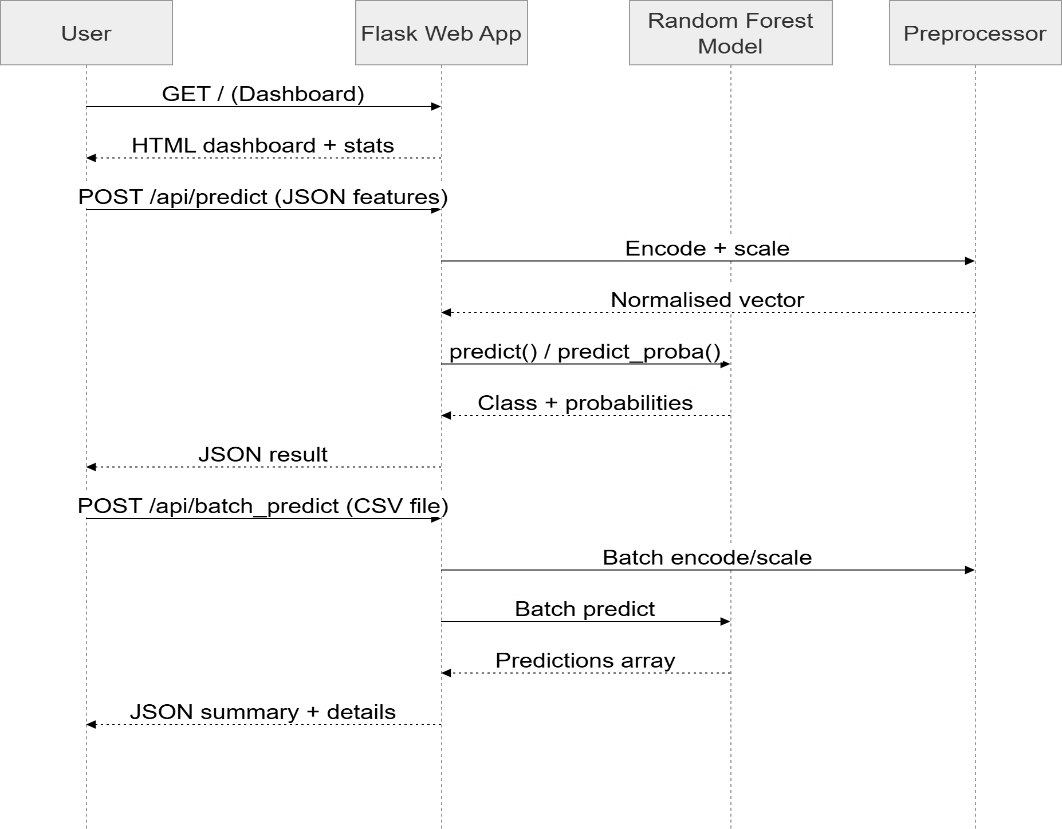 User
Flask Web App
Random Forest
Model
Preprocessor
GET / (Dashboard)
HTML dashboard + stats
POST /api/predict (JSON features)
Encode + scale
Normalised vector
predict() / predict_proba()
Class + probabilities
JSON result
POST /api/batch_predict (CSV file)
Batch encode/scale
Batch predict
Predictions array
JSON summary + details